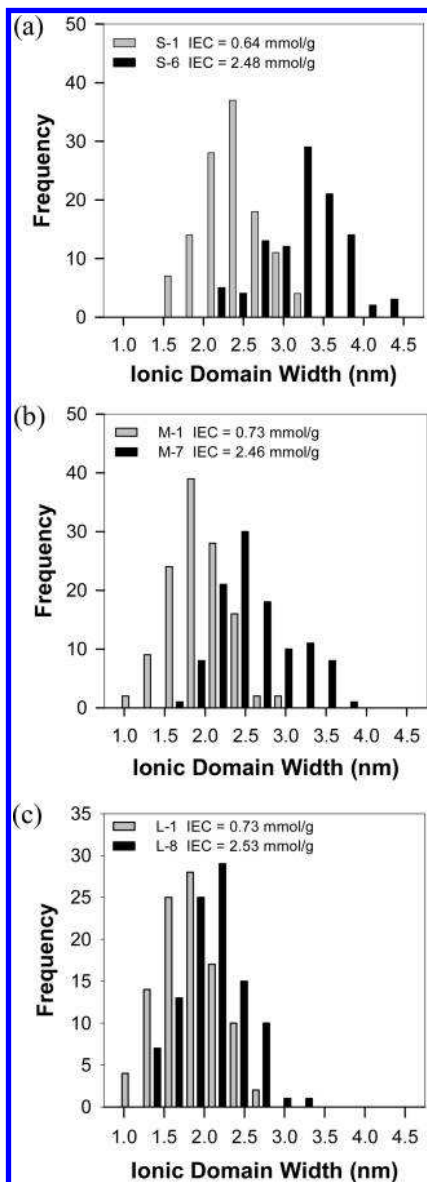 (a)
S-1 IEC = 0.64 mmol/g
S-6 IEC = 2.48 mmol/g
50
40
30
20
10
0
Frequency
1.0 1.5 2.0 2.5 3.0 3.5 4.0 4.5
Ionic Domain Width (nm)
(b)
M-1 IEC = 0.73 mmol/g
M-7 IEC = 2.46 mmol/g
50
40
30
20
10
0
Frequency
1.0 1.5 2.0 2.5 3.0 3.5 4.0 4.5
Ionic Domain Width (nm)
(c)
L-1 IEC = 0.73 mmol/g
L-8 IEC = 2.53 mmol/g
35
30
25
20
15
10
5
0
Frequency
1.0 1.5 2.0 2.5 3.0 3.5 4.0 4.5
Ionic Domain Width (nm)